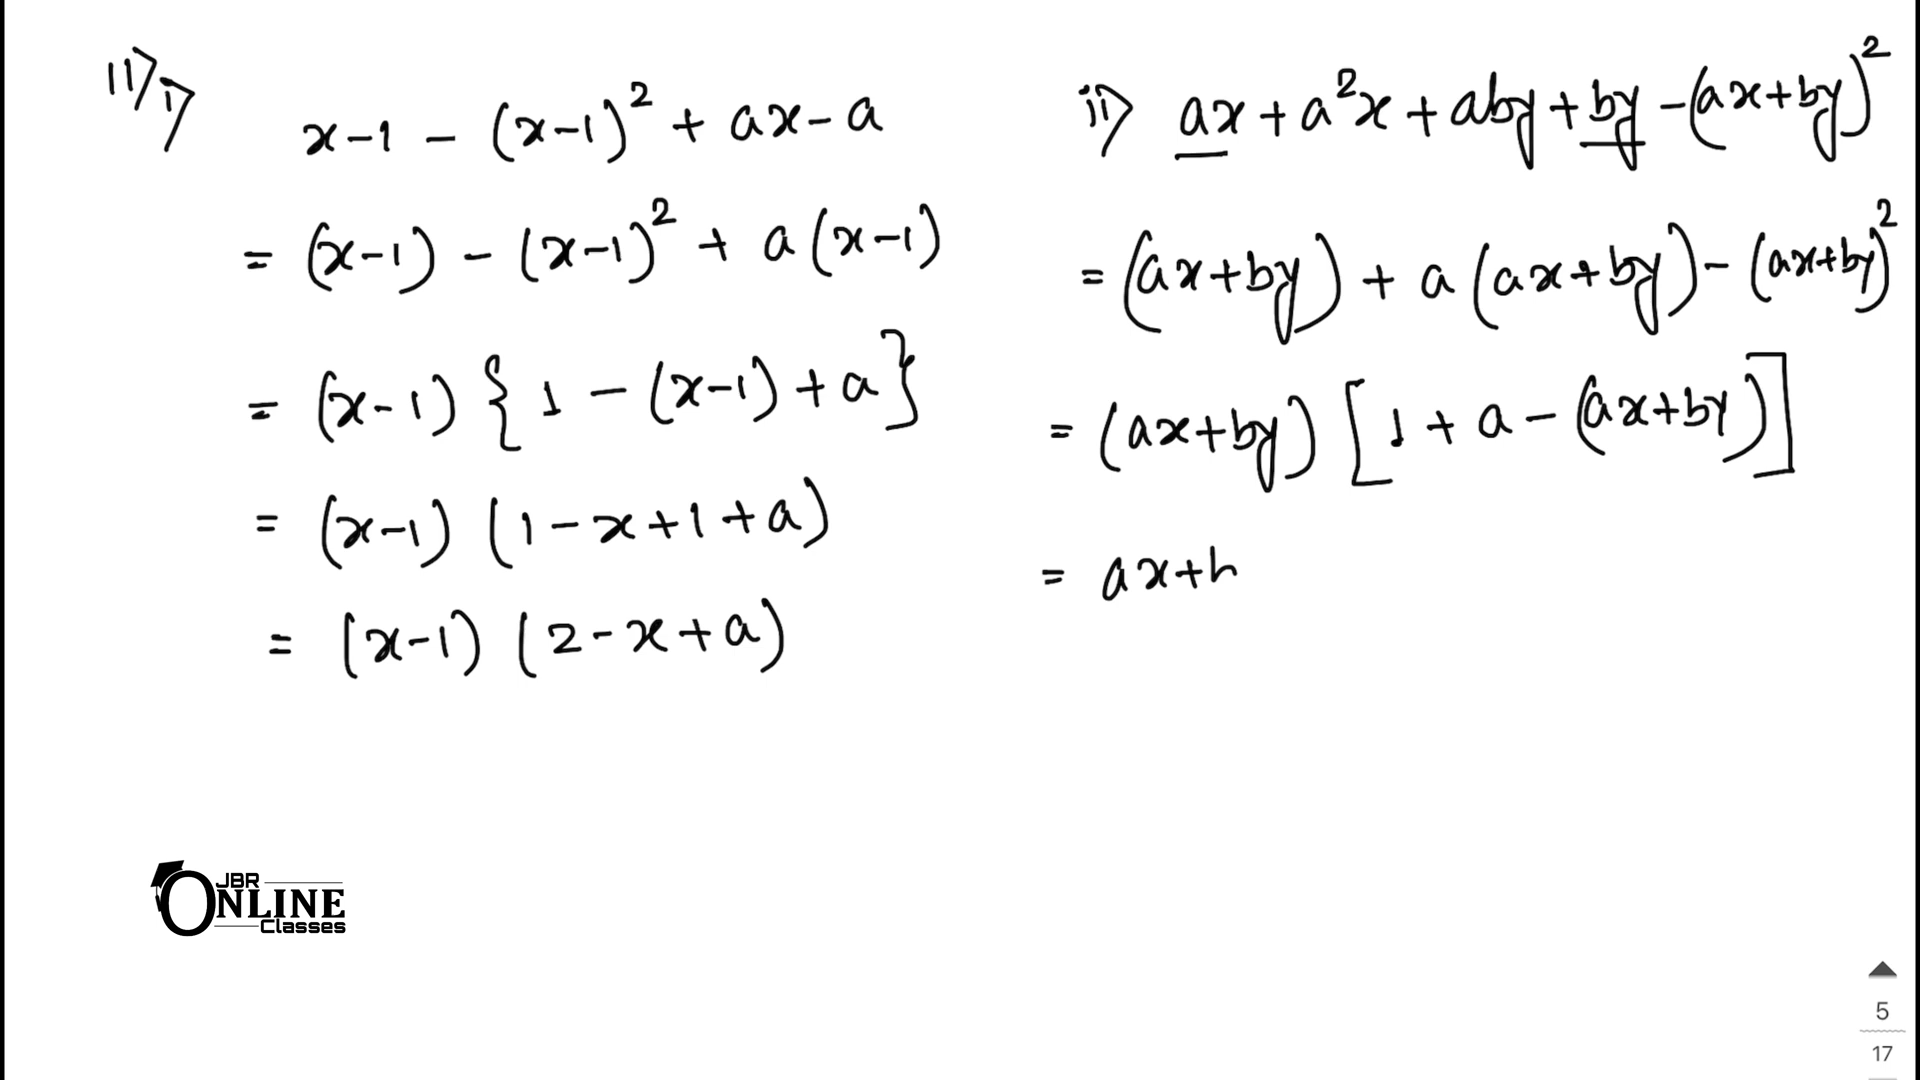 11) i) x-1 - (x-1)² + ax - a
= (x-1) - (x-1)² + a(x-1)
= (x-1) { 1 - (x-1) + a }
= (x-1) (1-x+1+a)
= (x-1) (2-x+a)
ii) ax + a²x + aby + by - (ax+by)²
= (ax+by) + a(ax+by) - (ax+by)²
= (ax+by) [1 + a - (ax+by)]
= ax+h
JBR
ONLINE
Classes
5
17